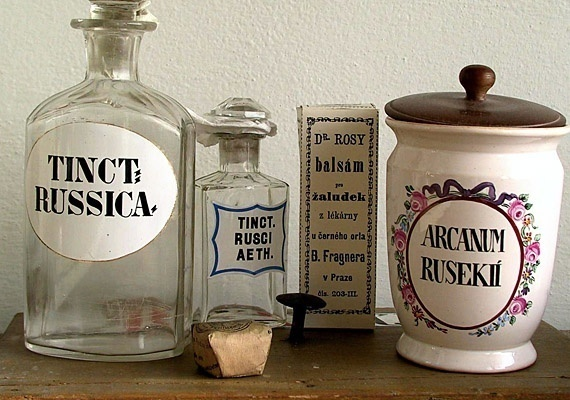 TINCT:
RUSSICA.
TINCT.
RUSCI
AETH.
DR. ROSY
balsám
pro
žaludek
z lékárny
u černého orla
B. Fragnera
v Praze
čís. 203-III.
ARCANUM
RUSEKIÍ